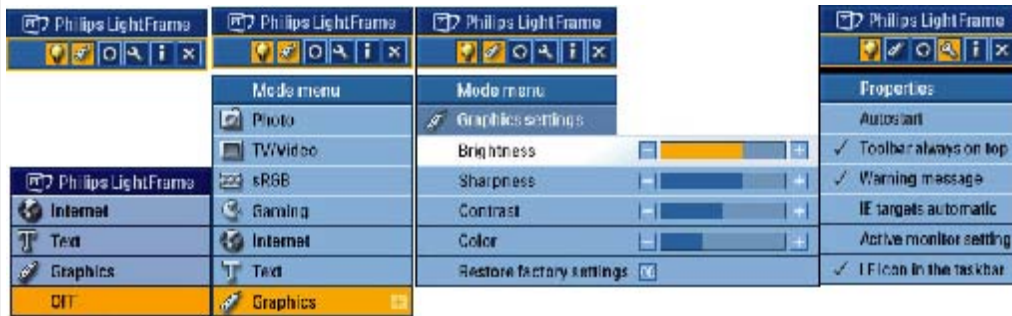 Philips LightFrame
Internet
Text
Graphics
Off
Philips LightFrame
Mode menu
Photo
TV/Video
sRGB
Gaming
Internet
Text
Graphics
Philips LightFrame
Mode menu
Graphics settings
Brightness
Sharpness
Contrast
Color
Restore factory settings
Philips LightFrame
Properties
Autostart
Toolbar always on top
Warning message
IE targets automatic
Active monitor setting
LF icon in the taskbar